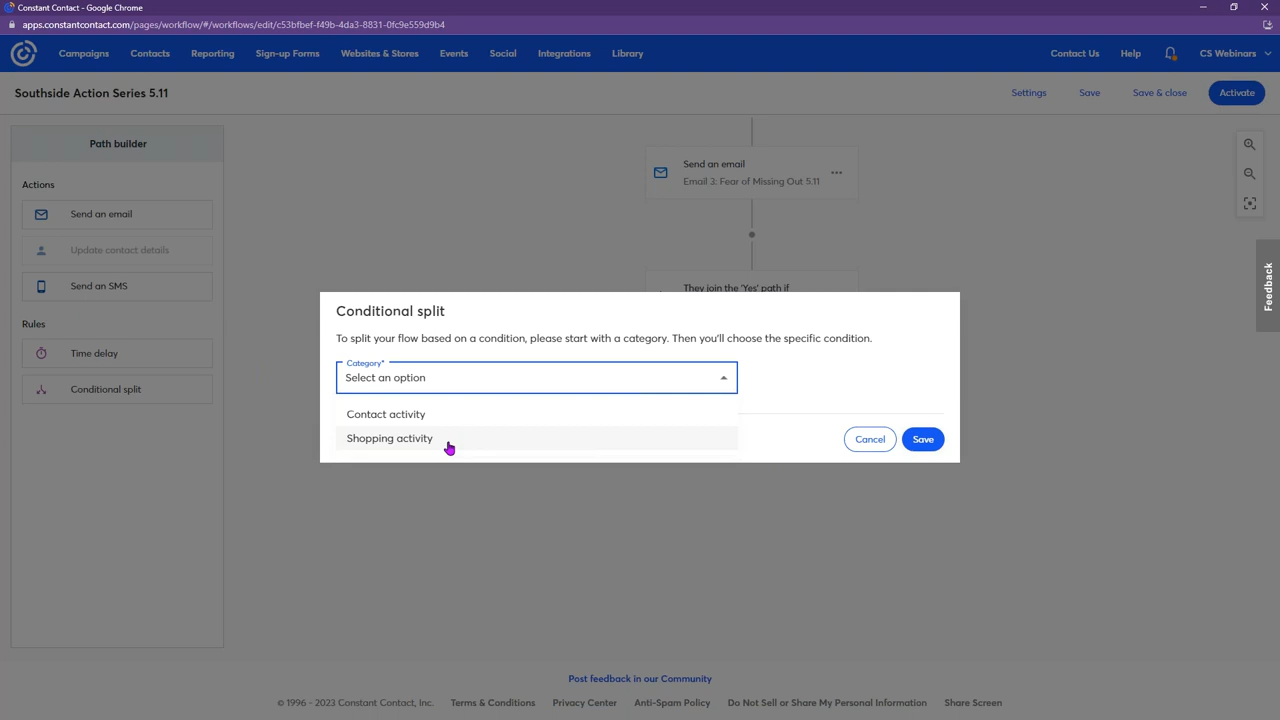 Constant Contact - Google Chrome
apps.constantcontact.com/pages/workflow/#/workflows/edit/c53bfbef-f49b-4da3-8831-0fc9e559d9b4
Campaigns Contacts Reporting Sign-up Forms Websites & Stores Events Social Integrations Library Contact Us Help CS Webinars
Southside Action Series 5.11 Settings Save Save & close Activate
Path builder
Actions
Send an email
Update contact details
Send an SMS
Rules
Time delay
Conditional split
Send an email
Email 3: Fear of Missing Out 5.11
They join the 'Yes' path if
Conditional split
To split your flow based on a condition, please start with a category. Then you'll choose the specific condition.
Category*
Select an option
Contact activity
Shopping activity
Cancel Save
Feedback
Post feedback in our Community
© 1996 - 2023 Constant Contact, Inc. Terms & Conditions Privacy Center Anti-Spam Policy Do Not Sell or Share My Personal Information Share Screen